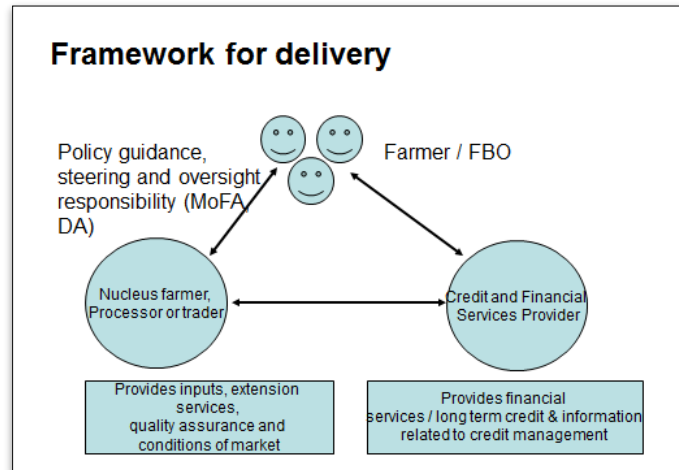 Framework for delivery
Policy guidance,
steering and oversight
responsibility (MoFA,
DA)
Farmer / FBO
Nucleus farmer,
Processor or trader
Credit and Financial
Services Provider
Provides inputs, extension
services,
quality assurance and
conditions of market
Provides financial
services / long term credit & information
related to credit management